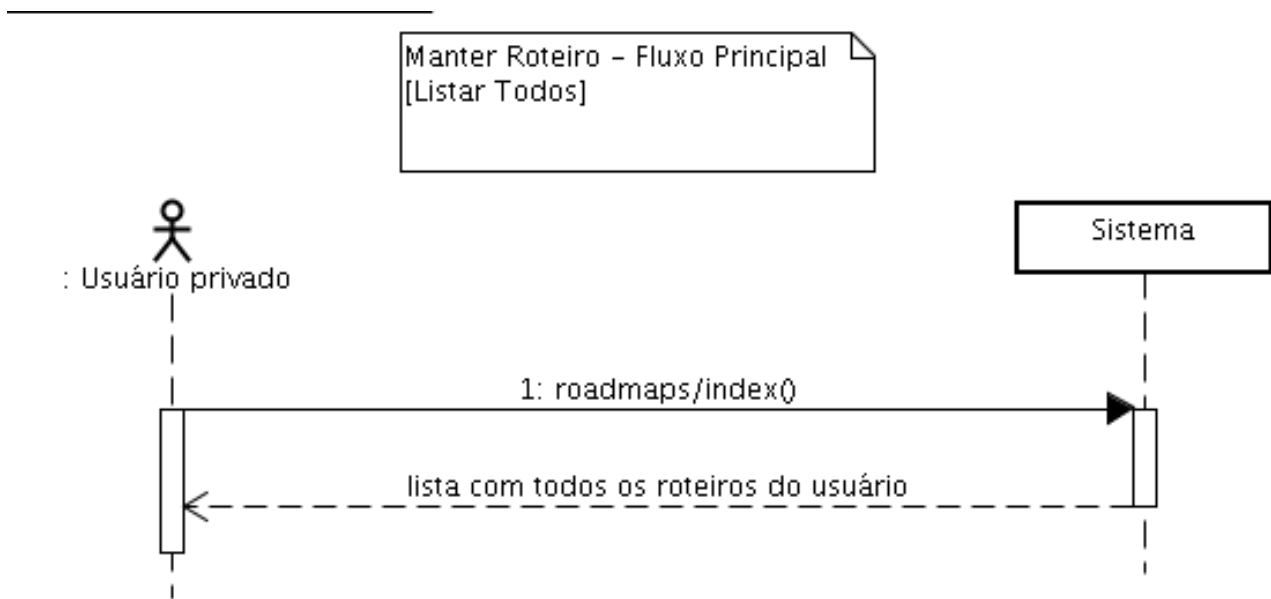 Manter Roteiro – Fluxo Principal
[Listar Todos]
Sistema
: Usuário privado
1: roadmaps/index()
lista com todos os roteiros do usuário